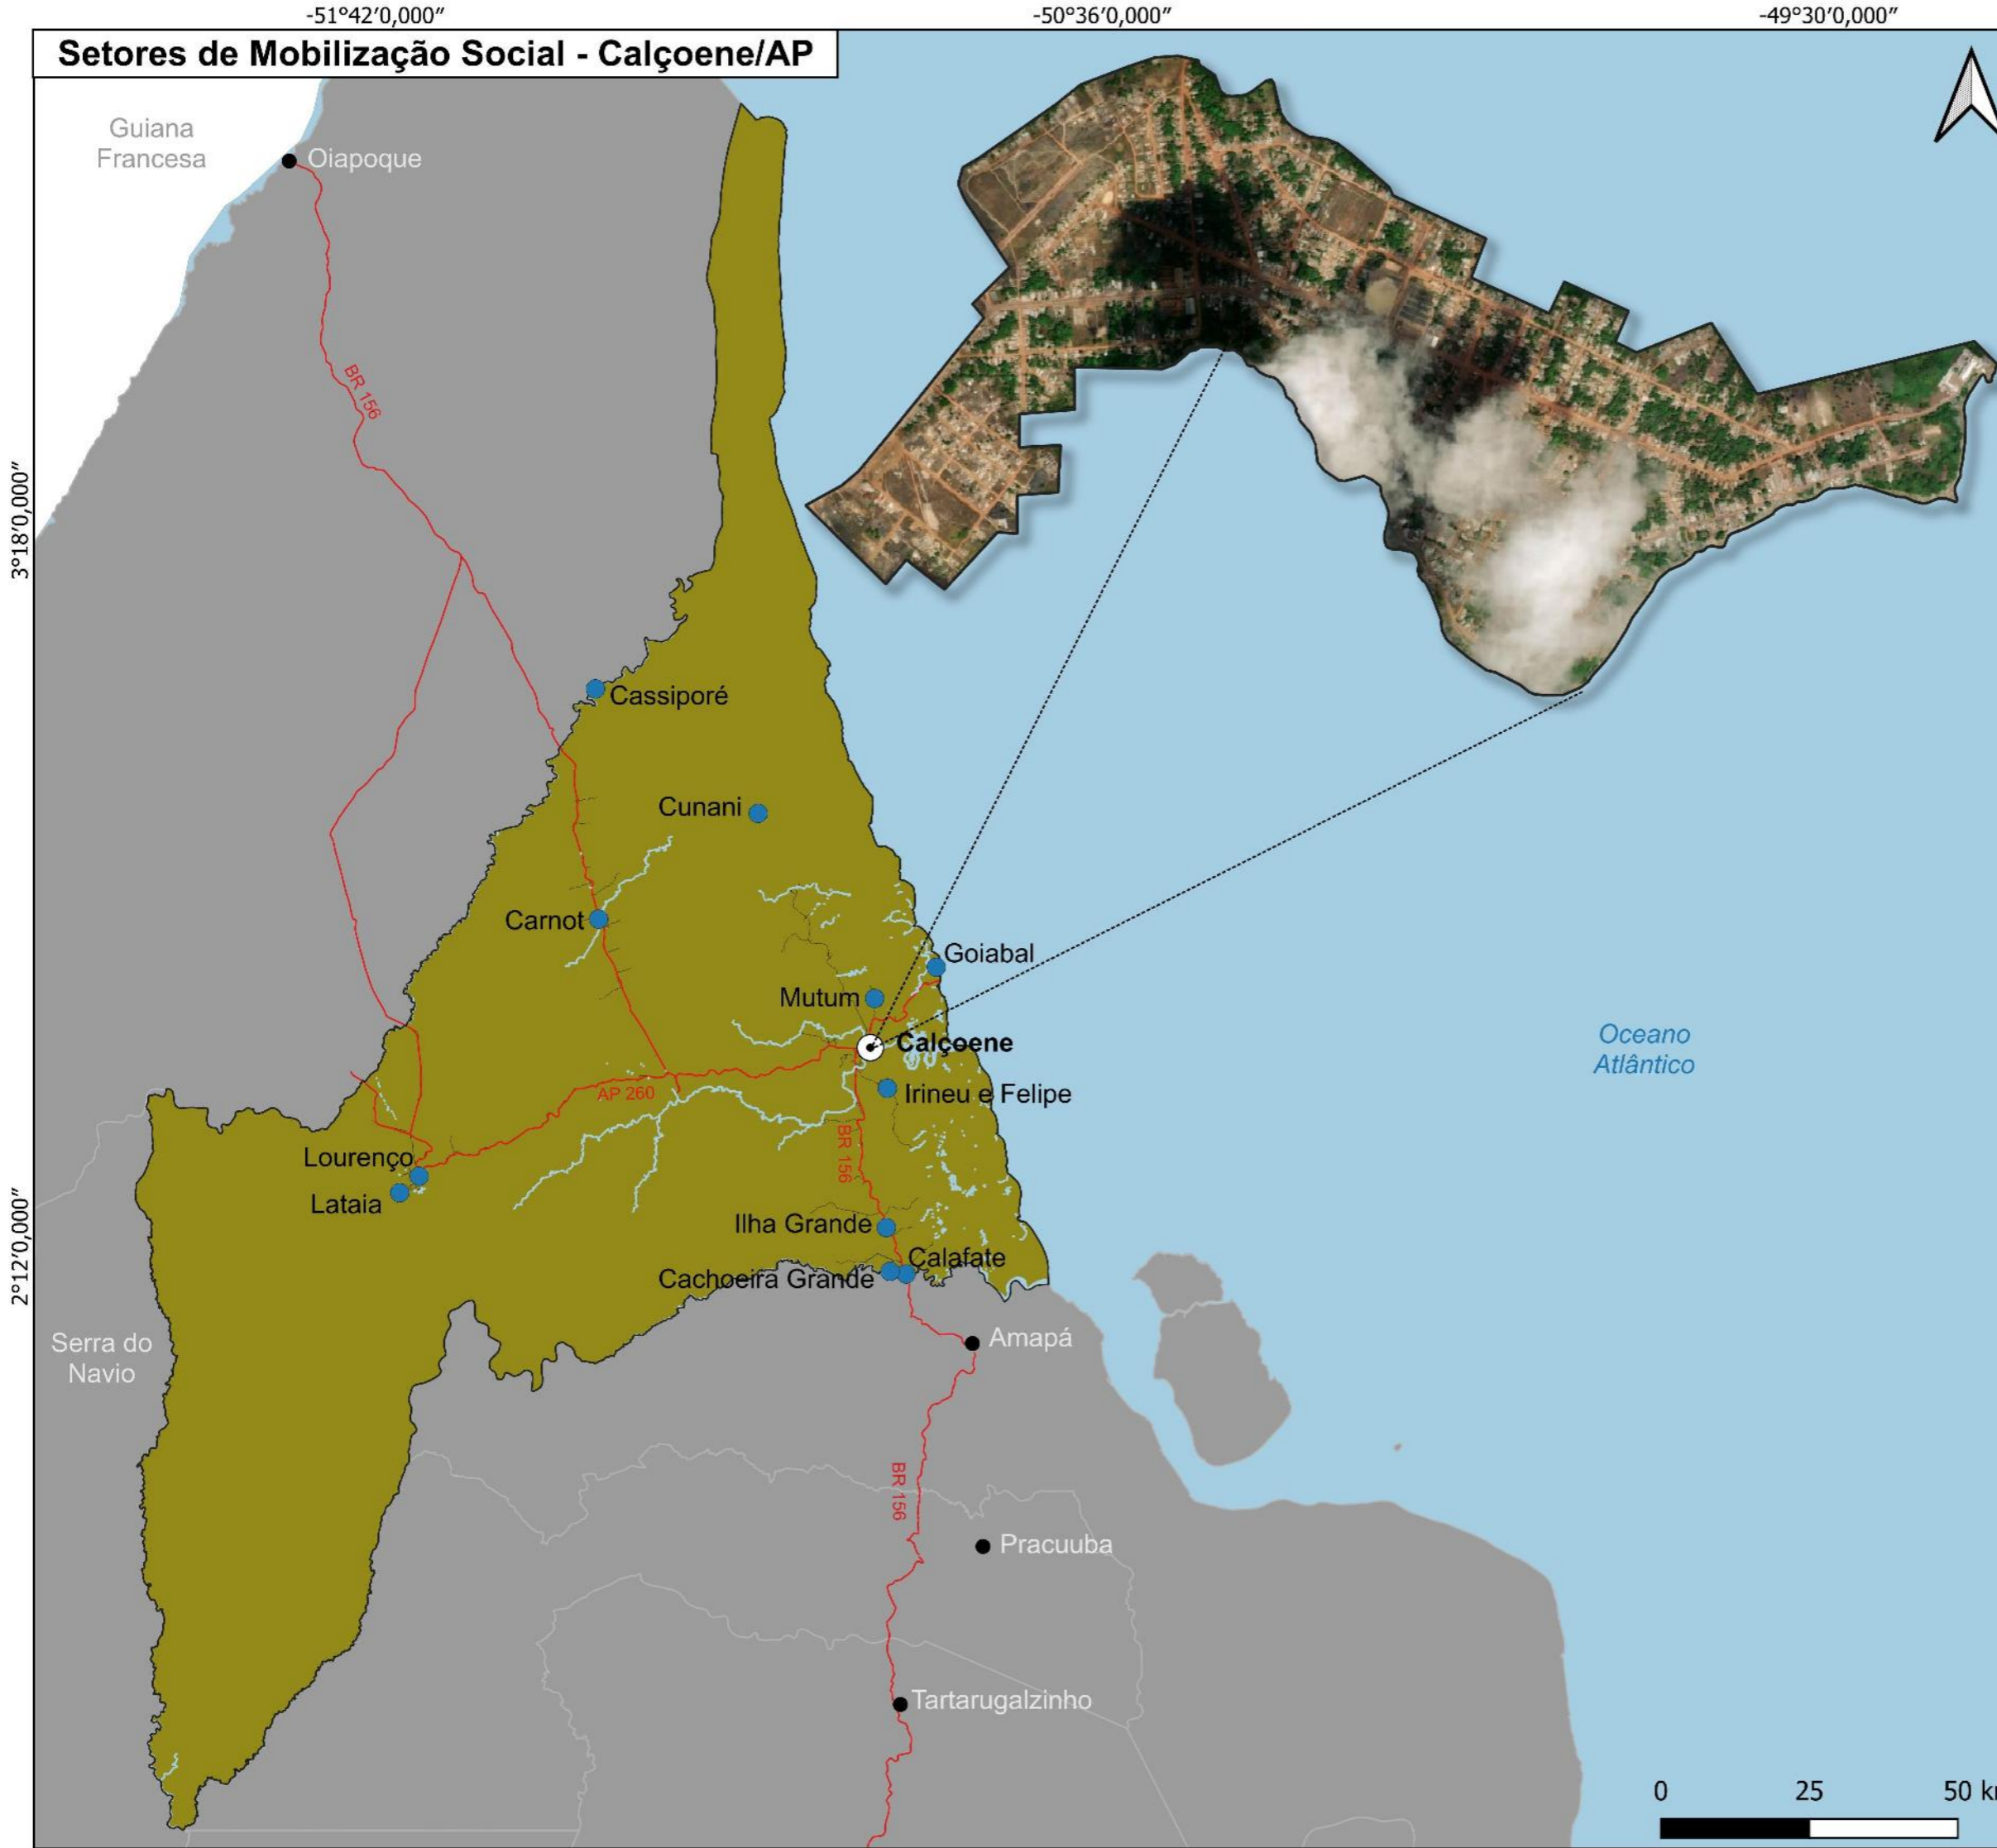 -51°42′0,000″
-50°36′0,000″
-49°30′0,000″
Setores de Mobilização Social - Calçoene/AP
Guiana
Francesa
Oiapoque
BR 156
3°18′0,000″
Cassiporé
Cunani
Carnot
Goiabal
Mutum
Calçoene
Oceano
Atlântico
Irineu e Felipe
AP 260
BR 156
Lourenço
Lataia
Ilha Grande
Calafate
Cachoeira Grande
2°12′0,000″
Serra do
Navio
Amapá
BR 156
Pracuuba
Tartarugalzinho
0 25 50 k